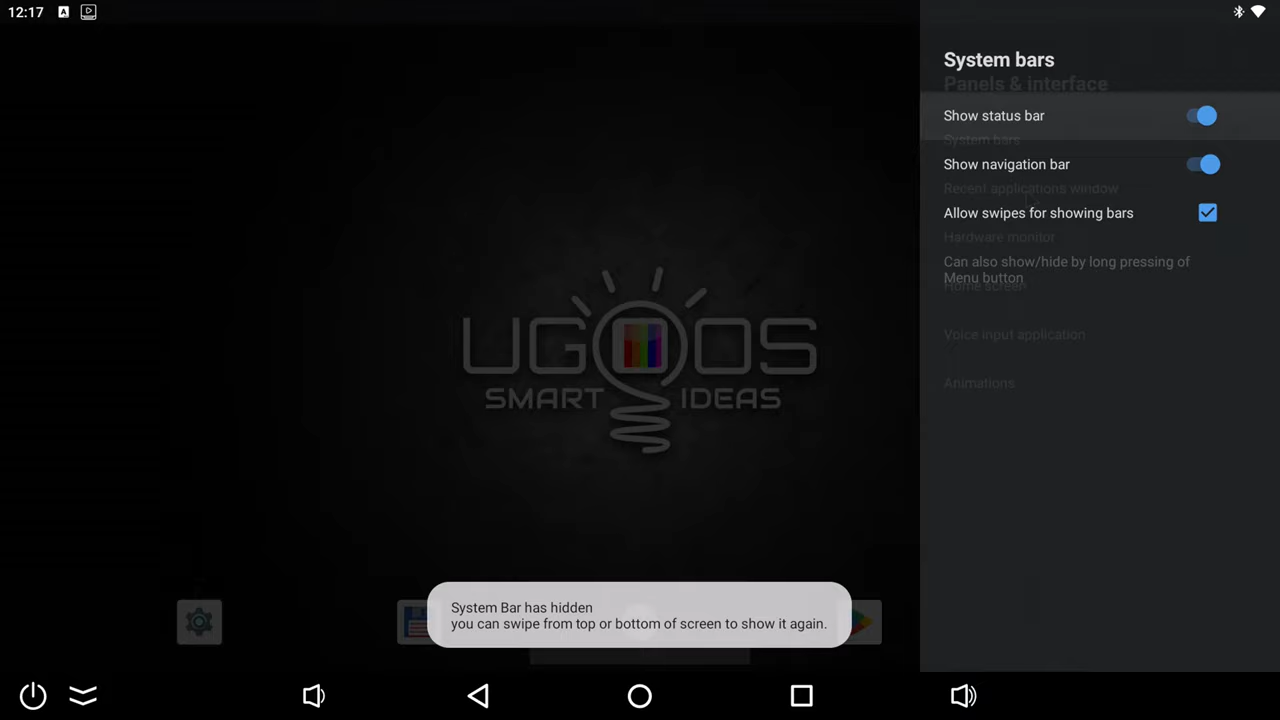 12:17
System bars
Panels & interface
Show status bar
System bars
Show navigation bar
Recent applications window
Allow swipes for showing bars
Hardware monitor
Can also show/hide by long pressing of
Menu button
Home screen
Voice input application
Animations
UGOOS
SMART IDEAS
System Bar has hidden
you can swipe from top or bottom of screen to show it again.